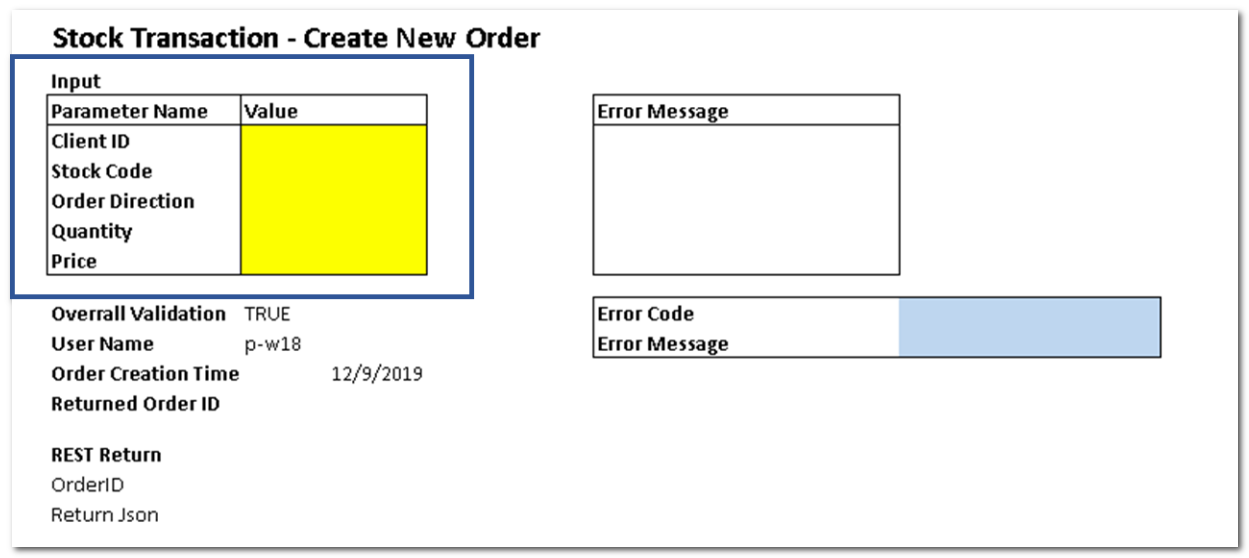 Stock Transaction - Create New Order
Input
Parameter Name Value
Client ID
Stock Code
Order Direction
Quantity
Price
Error Message
Overrall Validation TRUE
User Name p-w18
Order Creation Time 12/9/2019
Returned Order ID
Error Code
Error Message
REST Return
OrderID
Return Json